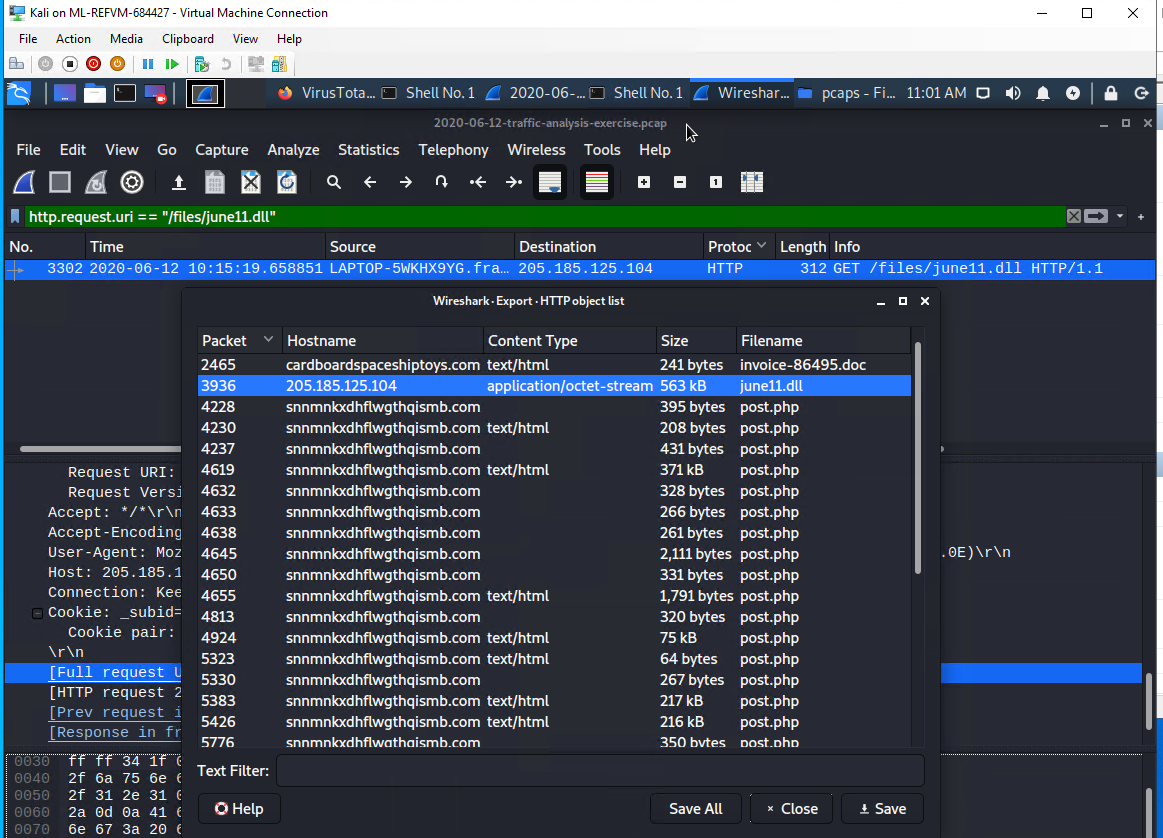 Kali on ML-REFVM-684427 - Virtual Machine Connection
File Action Media Clipboard View Help
VirusTota... Shell No. 1 2020-06-... Shell No. 1 Wireshar... pcaps - Fi... 11:01 AM
2020-06-12-traffic-analysis-exercise.pcap
File Edit View Go Capture Analyze Statistics Telephony Wireless Tools Help
http.request.uri == "/files/june11.dll"
No. Time Source Destination Protoc Length Info
3302 2020-06-12 10:15:19.658851 LAPTOP-5WKHX9YG.fra... 205.185.125.104 HTTP 312 GET /files/june11.dll HTTP/1.1
Wireshark · Export · HTTP object list
Packet Hostname Content Type Size Filename
2465 cardboardspaceshiptoys.com text/html 241 bytes invoice-86495.doc
3936 205.185.125.104 application/octet-stream 563 kB june11.dll
4228 snnmnkxdhflwgthqismb.com 395 bytes post.php
4230 snnmnkxdhflwgthqismb.com text/html 208 bytes post.php
4237 snnmnkxdhflwgthqismb.com 431 bytes post.php
4619 snnmnkxdhflwgthqismb.com text/html 371 kB post.php
4632 snnmnkxdhflwgthqismb.com 328 bytes post.php
4633 snnmnkxdhflwgthqismb.com 266 bytes post.php
4638 snnmnkxdhflwgthqismb.com 261 bytes post.php
4645 snnmnkxdhflwgthqismb.com 2,111 bytes post.php
4650 snnmnkxdhflwgthqismb.com 331 bytes post.php
4655 snnmnkxdhflwgthqismb.com text/html 1,791 bytes post.php
4813 snnmnkxdhflwgthqismb.com 320 bytes post.php
4924 snnmnkxdhflwgthqismb.com text/html 75 kB post.php
5323 snnmnkxdhflwgthqismb.com text/html 64 bytes post.php
5330 snnmnkxdhflwgthqismb.com 267 bytes post.php
5383 snnmnkxdhflwgthqismb.com text/html 217 kB post.php
5426 snnmnkxdhflwgthqismb.com text/html 216 kB post.php
5776 snnmnkxdhflwgthqismb.com 350 bytes post.php
Text Filter:
Help Save All Close Save
Request URI:
Request Versi
Accept: */*\r\n
Accept-Encoding
User-Agent: Moz .0E)\r\n
Host: 205.185.1
Connection: Kee
Cookie: _subid=
Cookie pair:
\r\n
[Full request U
[HTTP request 2
[Prev request i
[Response in fr
0030 ff ff 34 1f
0040 2f 6a 75 6e
0050 2f 31 2e 31
0060 2a 0d 0a 41
0070 6e 67 3a 20